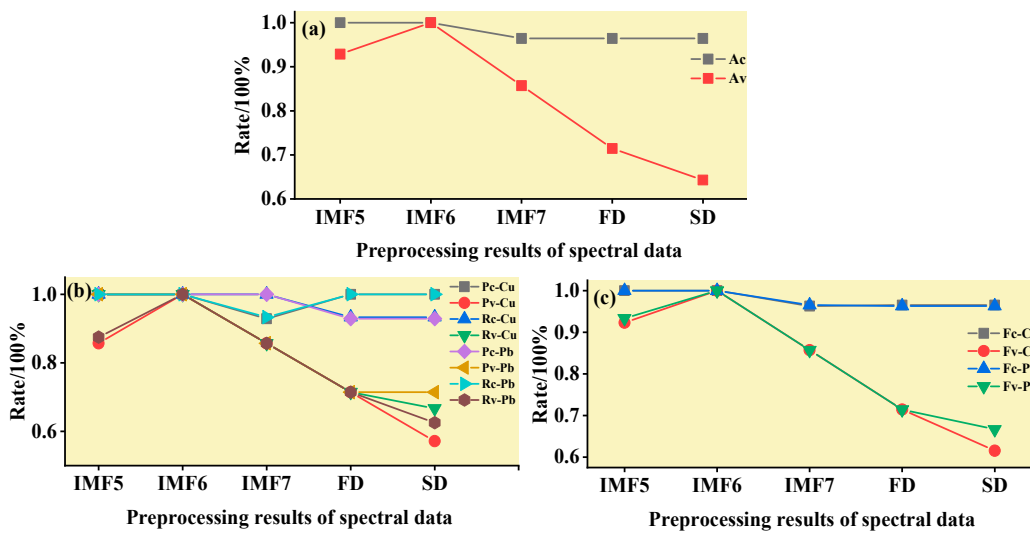 (a)
Rate/100%
1.0
0.9
0.8
0.7
0.6
Ac
Av
IMF5 IMF6 IMF7 FD SD
Preprocessing results of spectral data
(b)
Rate/100%
1.0
0.8
0.6
Pc-Cu
Pv-Cu
Rc-Cu
Rv-Cu
Pc-Pb
Pv-Pb
Rc-Pb
Rv-Pb
IMF5 IMF6 IMF7 FD SD
Preprocessing results of spectral data
(c)
Rate/100%
1.0
0.9
0.8
0.7
0.6
Fc-C
Fv-C
Fc-P
Fv-P
IMF5 IMF6 IMF7 FD SD
Preprocessing results of spectral data